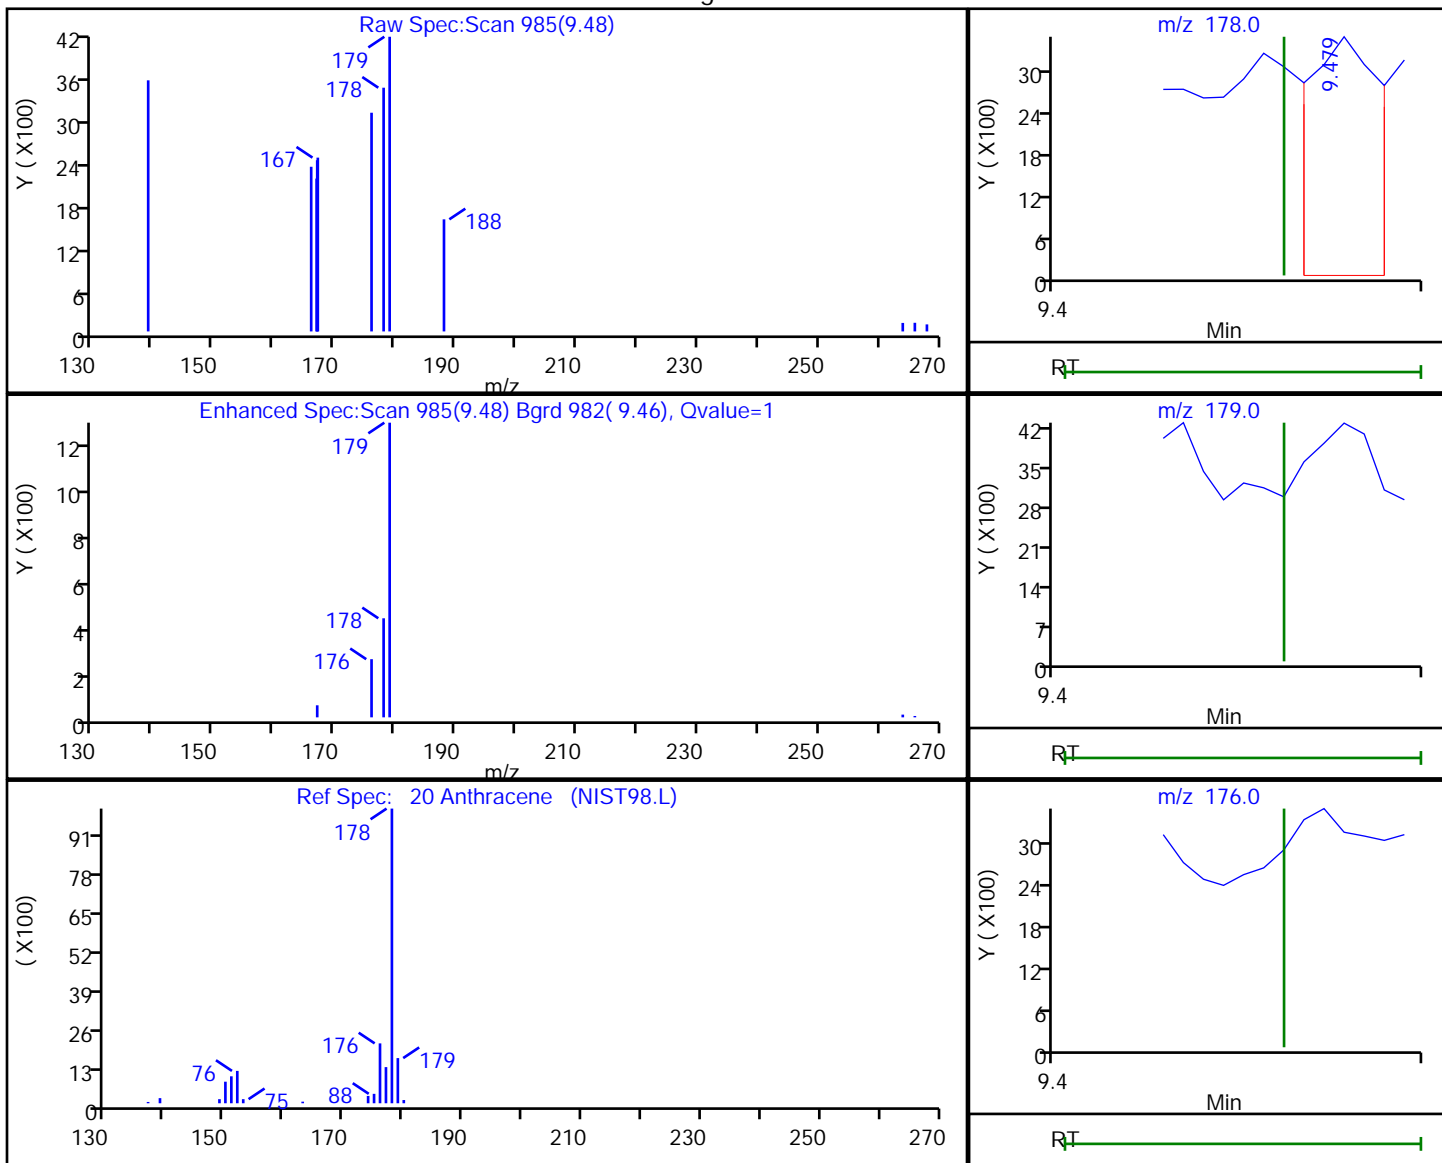 Raw Spec:Scan 985(9.48)
42
36
30
24
18
12
6
0
Y ( X100)
179
178
167
188
130 150 170 190 210 230 250 270
m/z
m/z 178.0
30
24
18
12
6
0
Y ( X100)
9.479
9.4
Min
RT
Enhanced Spec:Scan 985(9.48) Bgrd 982( 9.46), Qvalue=1
12
10
8
6
4
2
0
Y ( X100)
179
178
176
130 150 170 190 210 230 250 270
m/z
m/z 179.0
42
35
28
21
14
7
0
Y ( X100)
9.4
Min
RT
Ref Spec: 20 Anthracene (NIST98.L)
91
78
65
52
39
26
13
0
( X100)
178
176
179
76
75
88
130 150 170 190 210 230 250 270
m/z 176.0
30
24
18
12
6
0
Y ( X100)
9.4
Min
RT